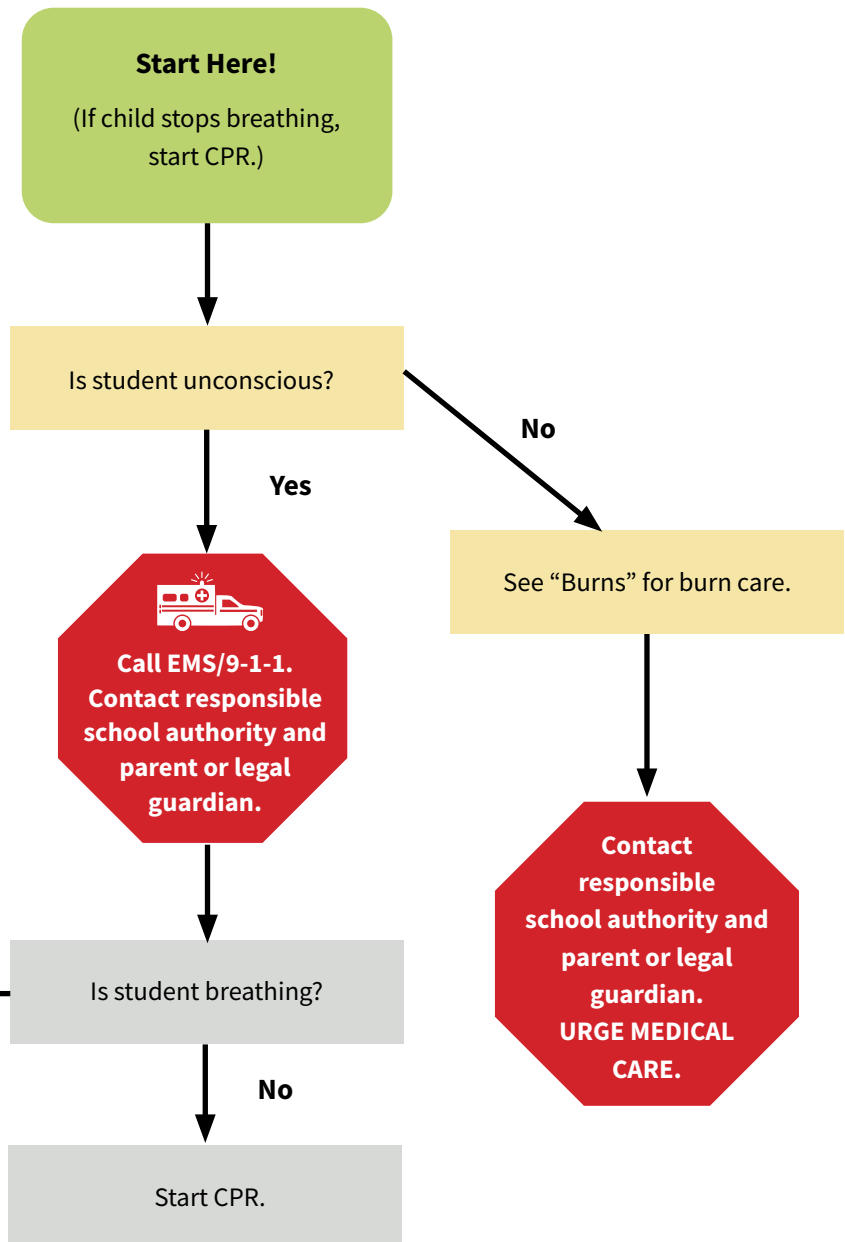 Start Here!
(If child stops breathing,
start CPR.)
Is student unconscious?
No
Yes
See “Burns” for burn care.
Call EMS/9-1-1.
Contact responsible
school authority and
parent or legal
guardian.
Contact
responsible
school authority and
parent or legal
guardian.
URGE MEDICAL
CARE.
Is student breathing?
No
Start CPR.